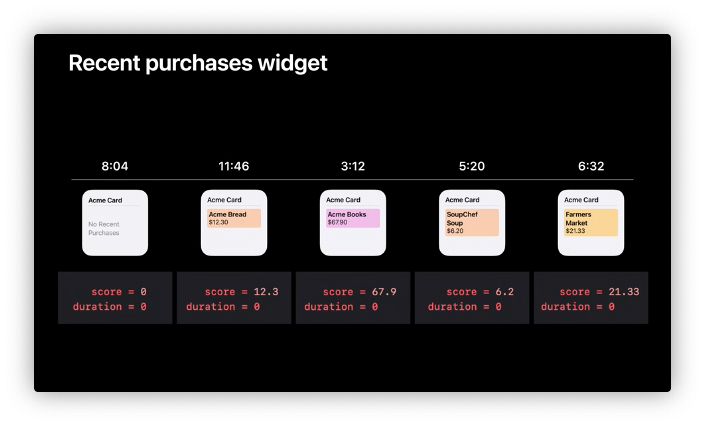 Recent purchases widget
8:04
11:46
3:12
5:20
6:32
Acme Card
No Recent
Purchases
Acme Card
Acme Bread
$12.30
Acme Card
Acme Books
$67.90
Acme Card
SoupChef
Soup
$6.20
Acme Card
Farmers
Market
$21.33
score = 0
duration = 0
score = 12.3
duration = 0
score = 67.9
duration = 0
score = 6.2
duration = 0
score = 21.33
duration = 0